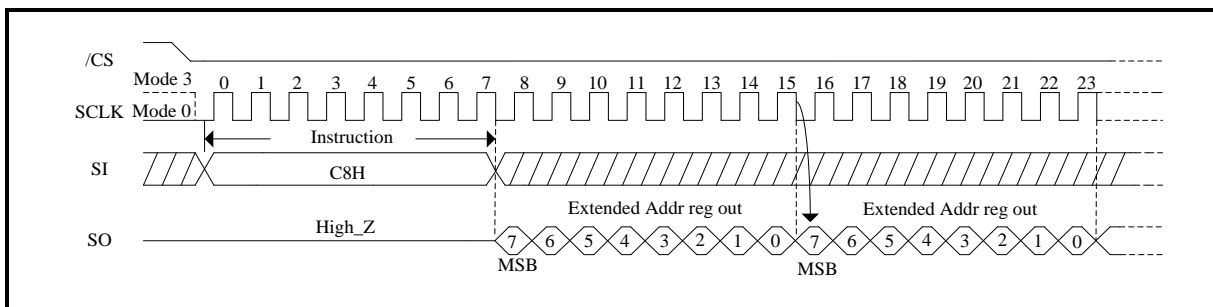 /CS
Mode 3
0 1 2 3 4 5 6 7 8 9 10 11 12 13 14 15 16 17 18 19 20 21 22 23
SCLK Mode 0
Instruction
SI C8H
Extended Addr reg out Extended Addr reg out
SO High_Z 7 6 5 4 3 2 1 0 7 6 5 4 3 2 1 0
MSB MSB